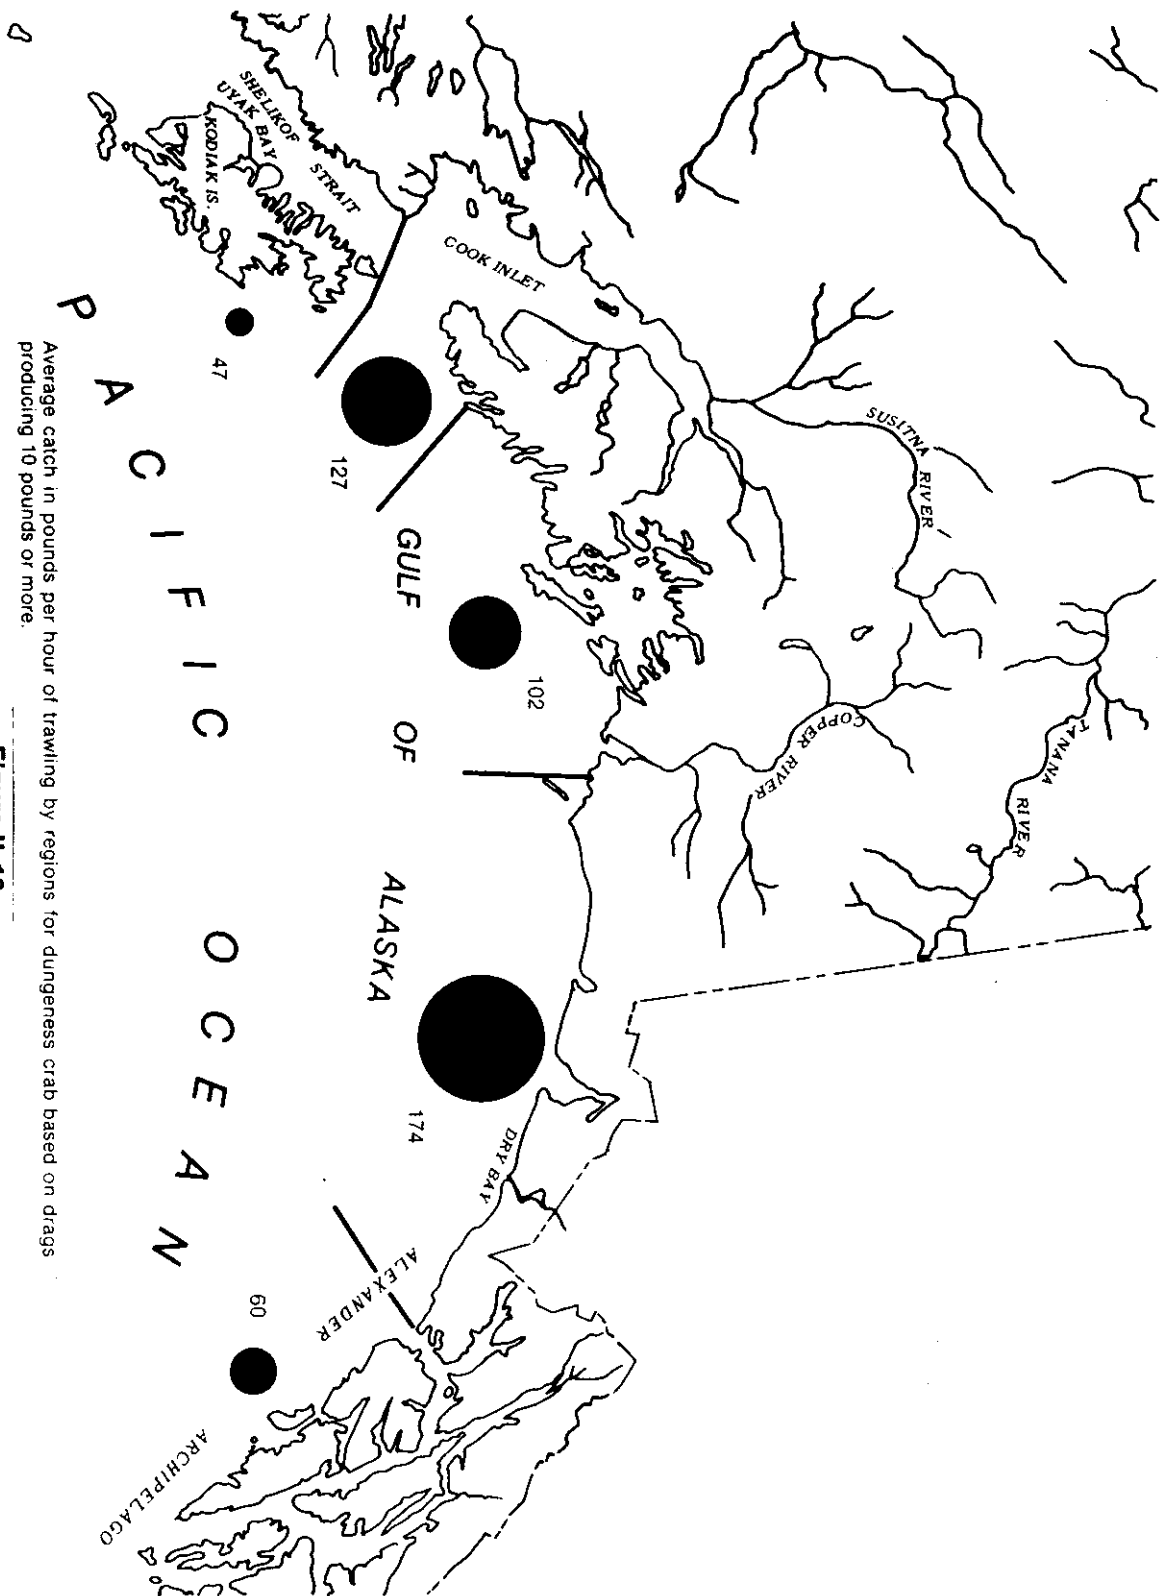 SUSITNA RIVER
TANANA RIVER
COPPER RIVER
COOK INLET
SHELIKOF STRAIT
UYAK BAY
KODIAK IS.
DRY BAY
ALEXANDER ARCHIPELAGO
GULF OF ALASKA
PACIFIC OCEAN
47
127
102
174
60
Average catch in pounds per hour of trawling by regions for dungeness crab based on drags
producing 10 pounds or more.